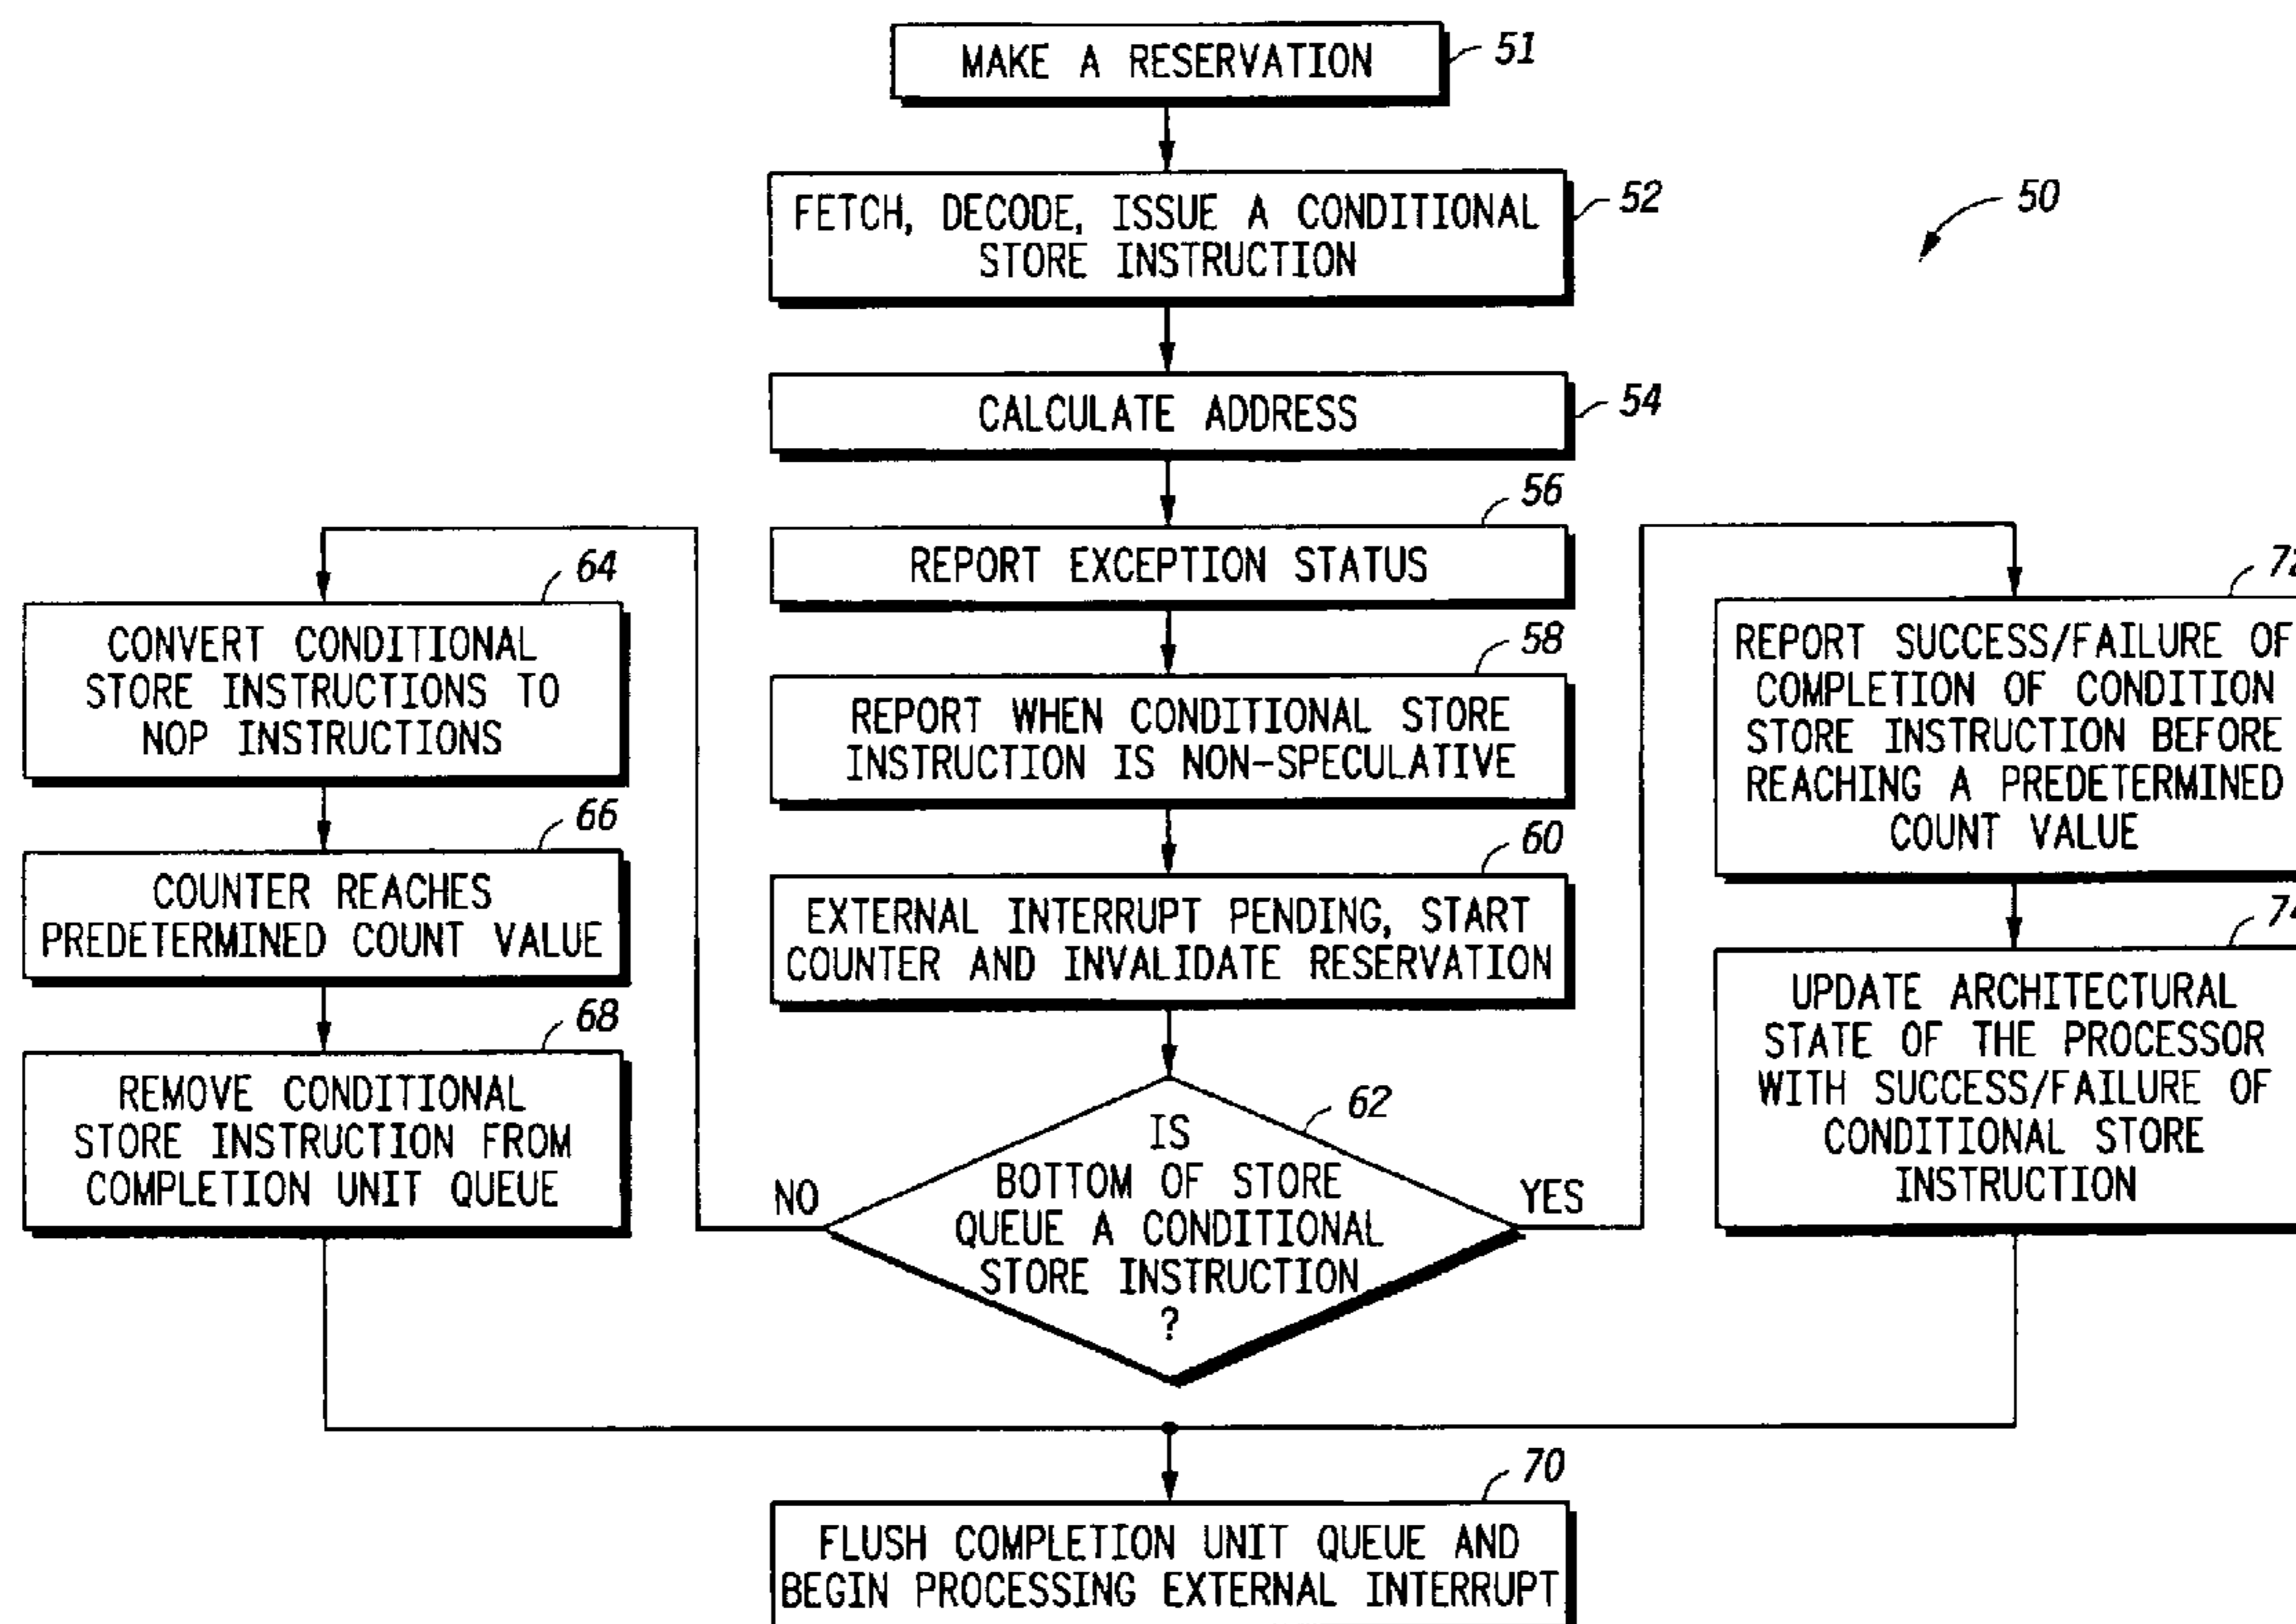 MAKE A RESERVATION
51
FETCH, DECODE, ISSUE A CONDITIONAL
STORE INSTRUCTION
52
50
CALCULATE ADDRESS
54
REPORT EXCEPTION STATUS
56
REPORT WHEN CONDITIONAL STORE
INSTRUCTION IS NON-SPECULATIVE
58
EXTERNAL INTERRUPT PENDING, START
COUNTER AND INVALIDATE RESERVATION
60
IS
BOTTOM OF STORE
QUEUE A CONDITIONAL
STORE INSTRUCTION
?
62
NO
YES
64
CONVERT CONDITIONAL
STORE INSTRUCTIONS TO
NOP INSTRUCTIONS
66
COUNTER REACHES
PREDETERMINED COUNT VALUE
68
REMOVE CONDITIONAL
STORE INSTRUCTION FROM
COMPLETION UNIT QUEUE
72
REPORT SUCCESS/FAILURE OF
COMPLETION OF CONDITION
STORE INSTRUCTION BEFORE
REACHING A PREDETERMINED
COUNT VALUE
74
UPDATE ARCHITECTURAL
STATE OF THE PROCESSOR
WITH SUCCESS/FAILURE OF
CONDITIONAL STORE
INSTRUCTION
70
FLUSH COMPLETION UNIT QUEUE AND
BEGIN PROCESSING EXTERNAL INTERRUPT